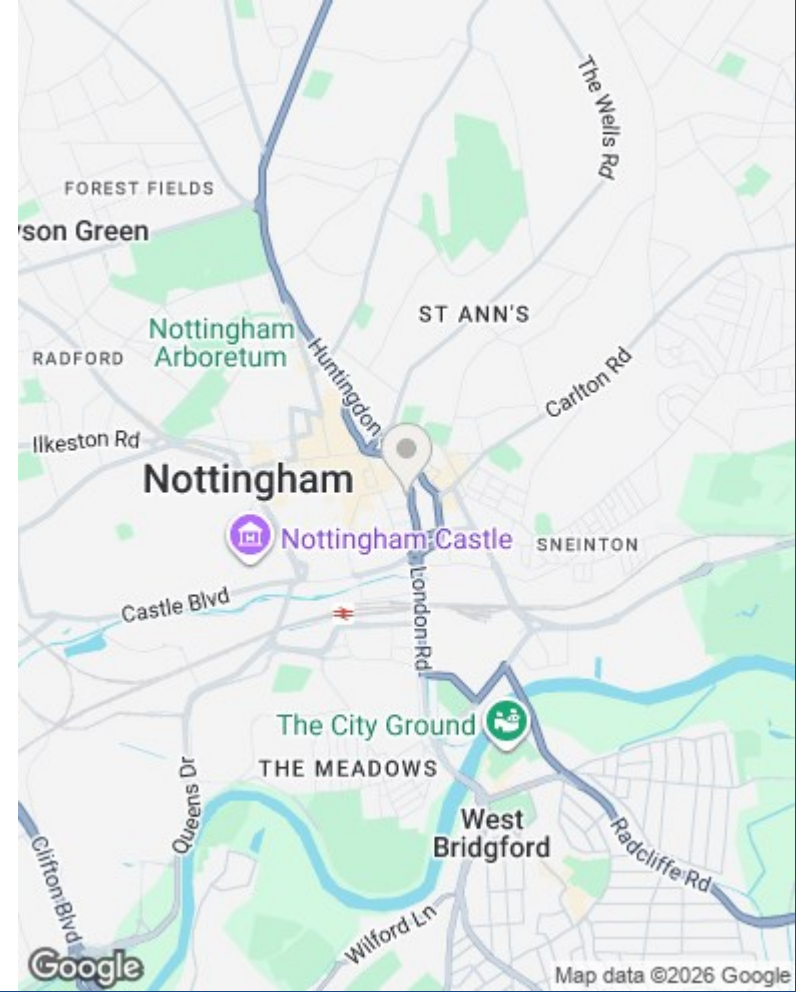 The Wells Rd
FOREST FIELDS
yson Green
ST ANN'S
Nottingham
Arboretum
RADFORD
Huntingdon
Carlton Rd
Ilkeston Rd
Nottingham
Nottingham Castle
SNEINTON
Castle Blvd
London Rd
The City Ground
THE MEADOWS
Queens Dr
West
Bridgford
Radcliffe Rd
Clifton Blvd
Wilford Ln
Google
Map data ©2026 Google